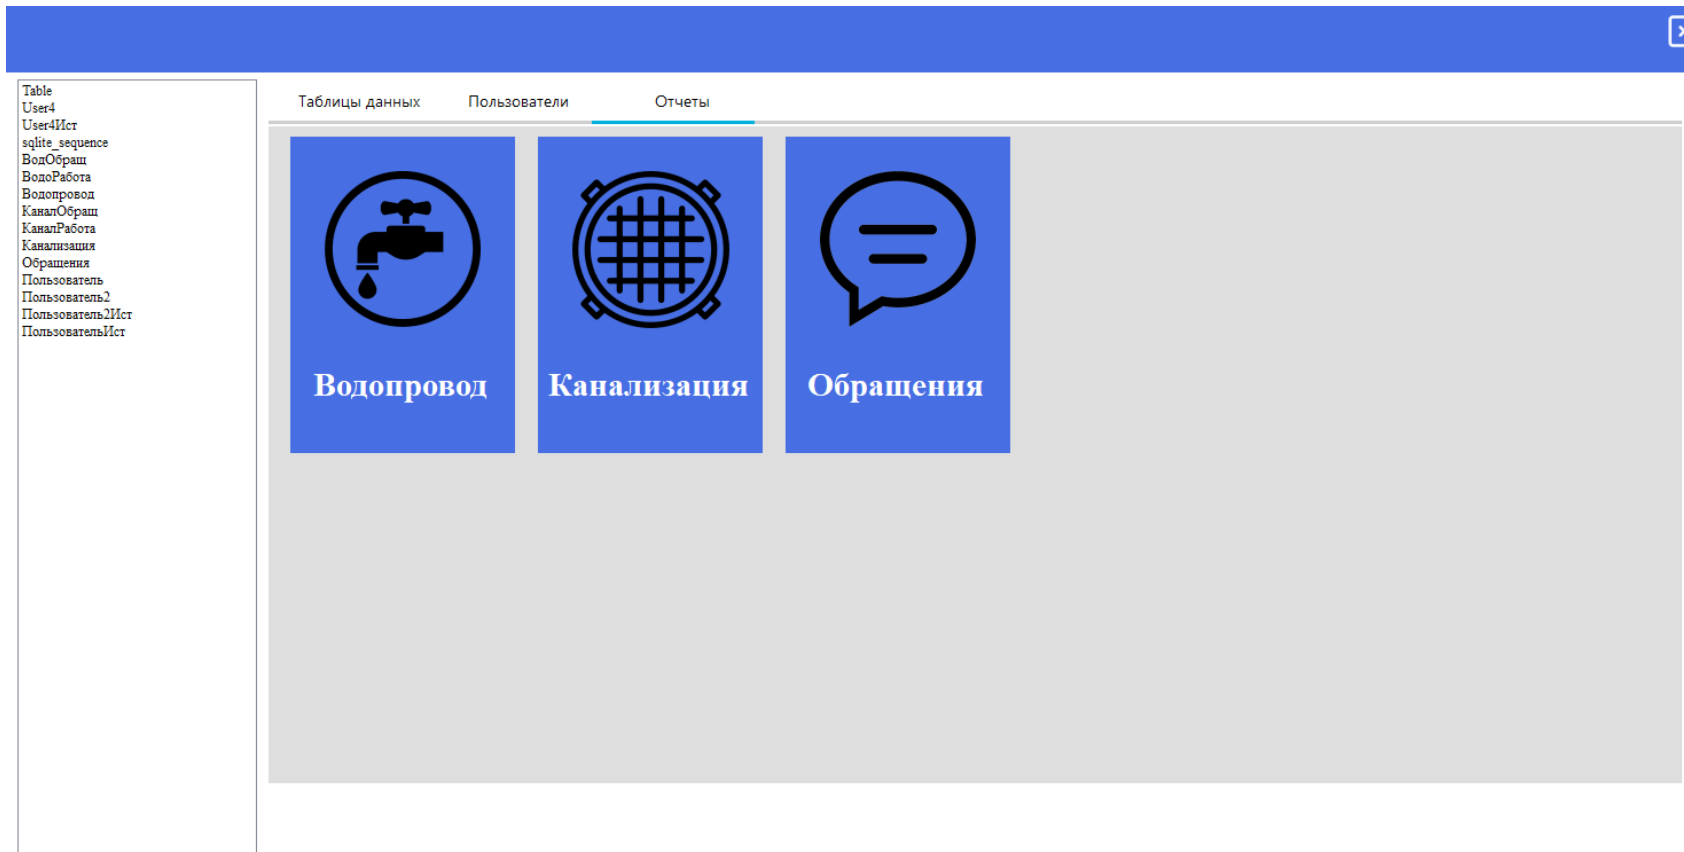 Table
User4
User4Ист
sqlite_sequence
ВодОбращ
ВодоРабота
Водопровод
КаналОбращ
КаналРабота
Канализация
Обращения
Пользователь
Пользователь2
Пользователь2Ист
ПользовательИст
Таблицы данных Пользователи Отчеты
Водопровод Канализация Обращения